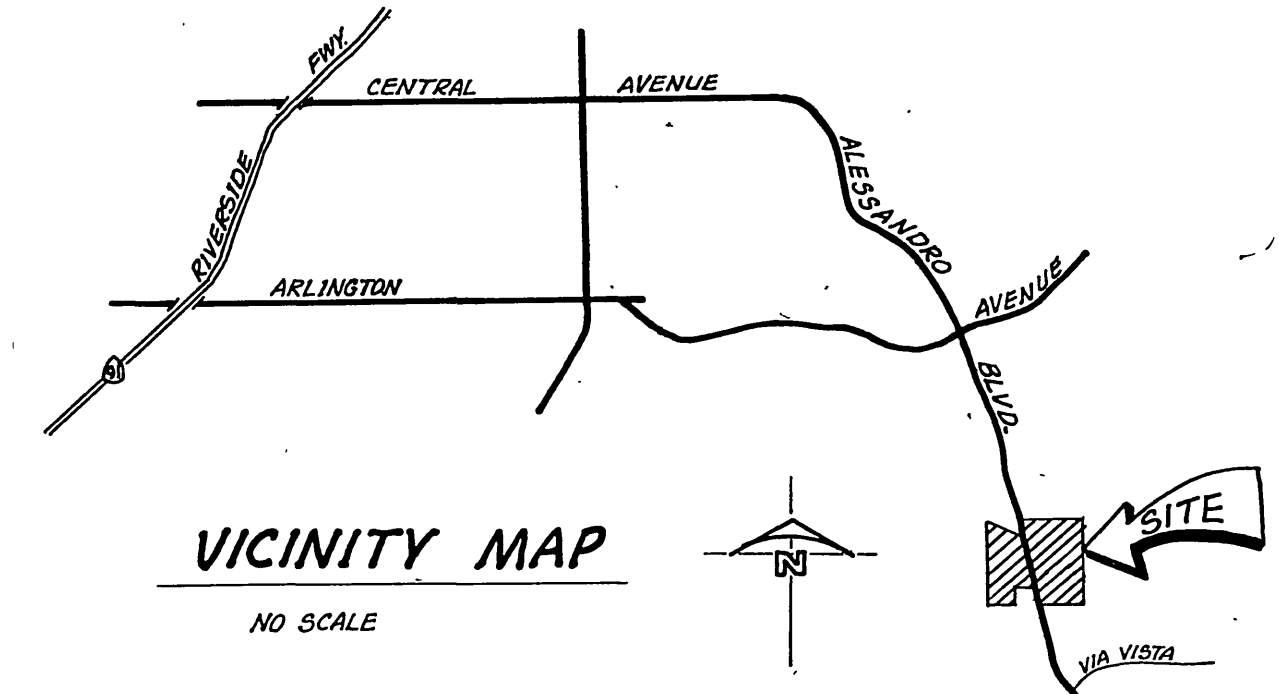 RIVERSIDE FWY.
CENTRAL AVENUE
ALESSANDRO BLVD.
ARLINGTON AVENUE
91
SITE
VICINITY MAP
N
NO SCALE
VIA VISTA